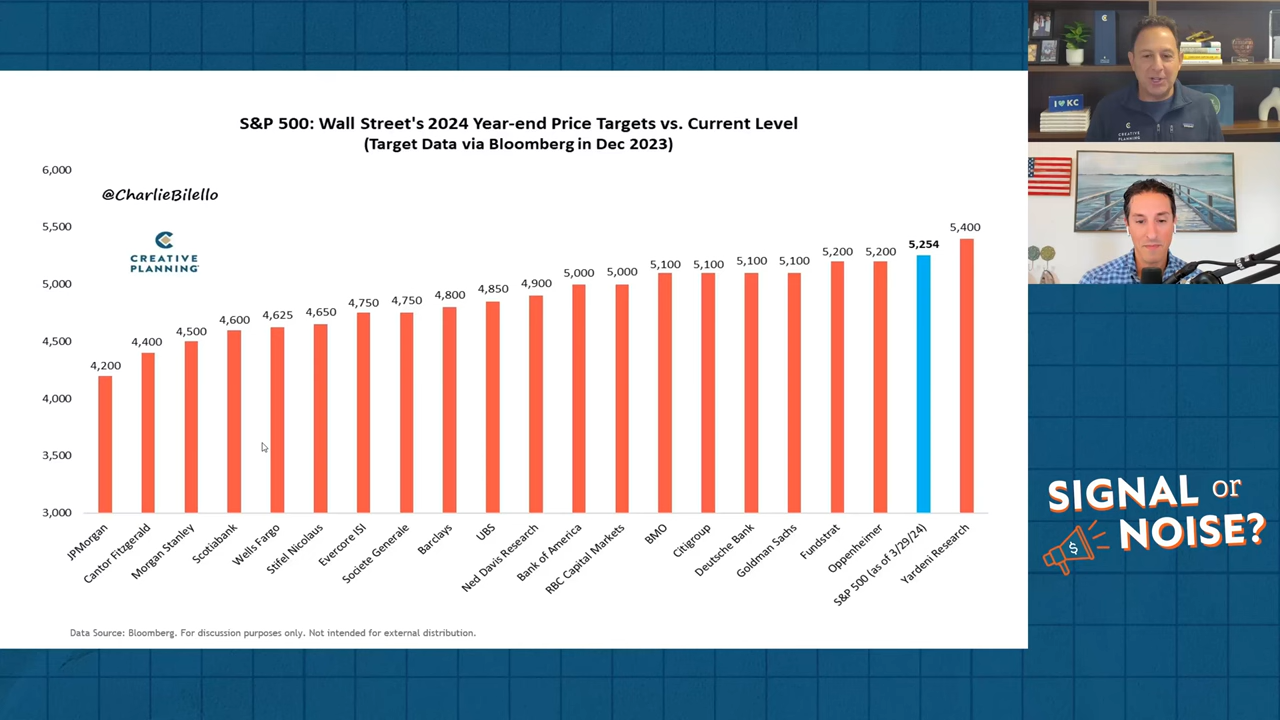 S&P 500: Wall Street's 2024 Year-end Price Targets vs. Current Level
(Target Data via Bloomberg in Dec 2023)
@CharlieBilello
CREATIVE
PLANNING
6,000
5,500
5,000
4,500
4,000
3,500
3,000
4,200
4,400
4,500
4,600
4,625
4,650
4,750
4,750
4,800
4,850
4,900
5,000
5,000
5,100
5,100
5,100
5,100
5,200
5,200
5,254
5,400
JPMorgan
Cantor Fitzgerald
Morgan Stanley
Scotiabank
Wells Fargo
Stifel Nicolaus
Evercore ISI
Societe Generale
Barclays
UBS
Ned Davis Research
Bank of America
RBC Capital Markets
BMO
Citigroup
Deutsche Bank
Goldman Sachs
Fundstrat
Oppenheimer
S&P 500 (as of 3/29/24)
Yardeni Research
Data Source: Bloomberg. For discussion purposes only. Not intended for external distribution.
I ♥ KC
CREATIVE
PLANNING
SIGNAL or
NOISE?
$